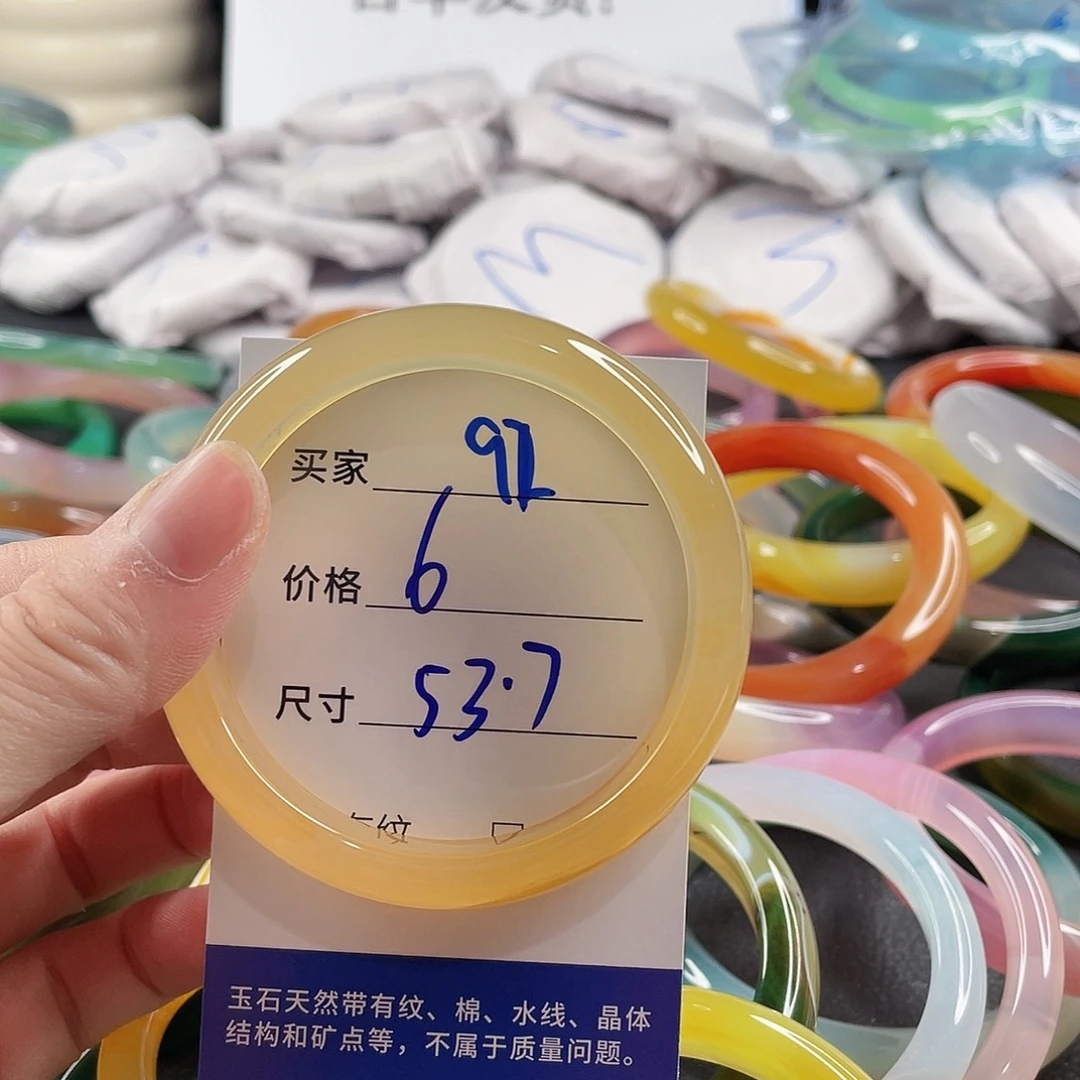 买家 92
价格 6
尺寸 53.7
纹
玉石天然带有纹、棉、水线、晶体
结构和矿点等，不属于质量问题。